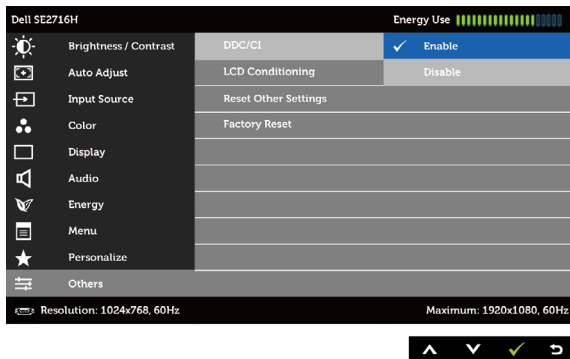 Dell SE2716H Energy Use
Brightness / Contrast DDC/CI Enable
Auto Adjust LCD Conditioning Disable
Input Source Reset Other Settings
Color Factory Reset
Display
Audio
Energy
Menu
Personalize
Others
Resolution: 1024x768, 60Hz Maximum: 1920x1080, 60Hz